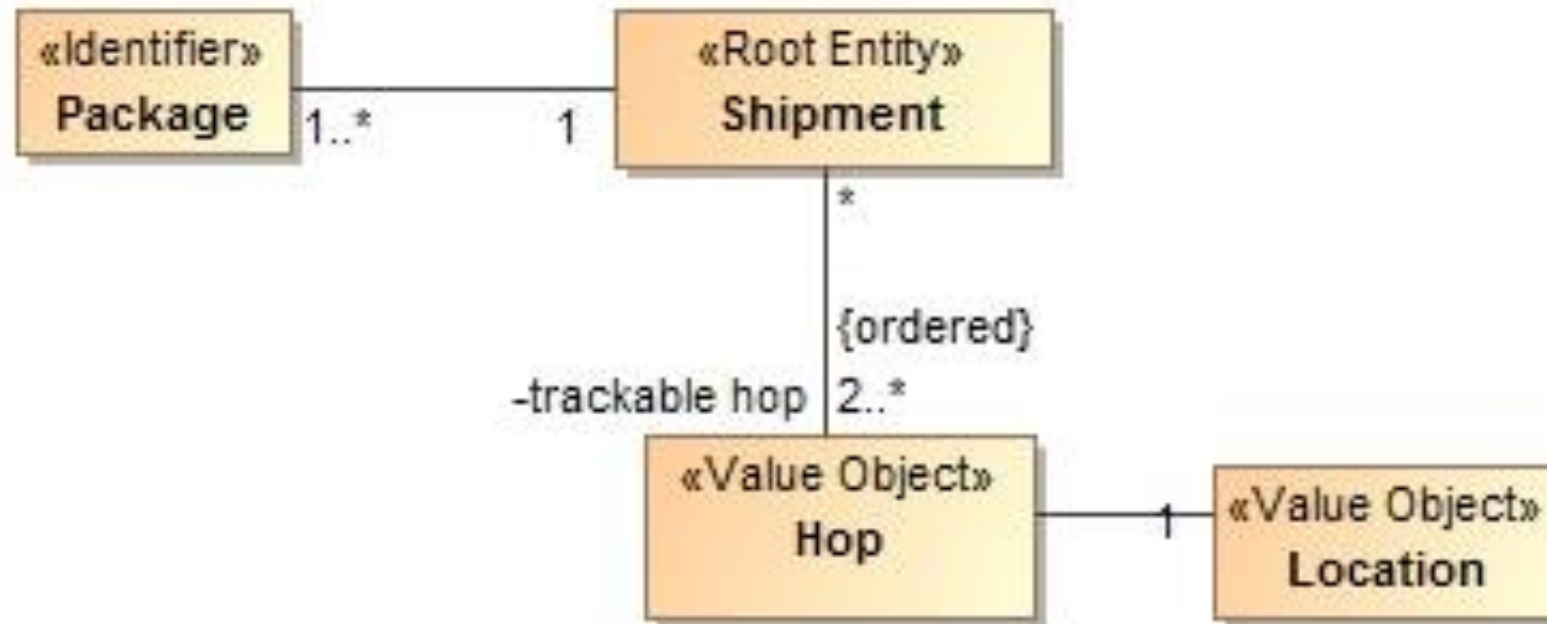 «Identifier»
Package
1..*
1
«Root Entity»
Shipment
*
{ordered}
-trackable hop
2..*
«Value Object»
Hop
1
«Value Object»
Location